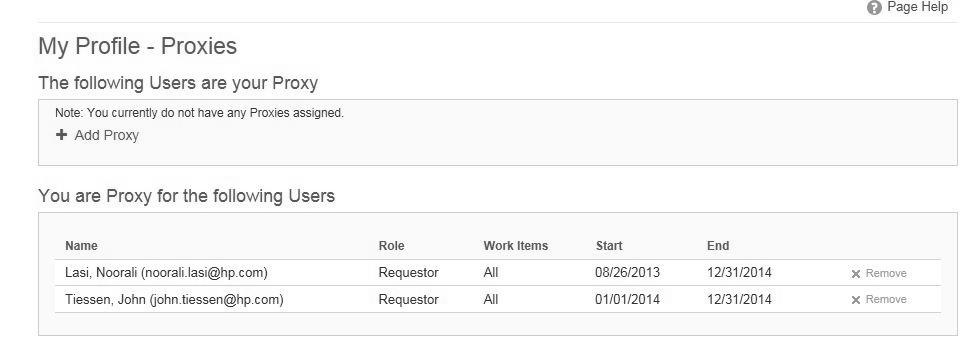 Page Help
My Profile - Proxies
The following Users are your Proxy
Note: You currently do not have any Proxies assigned.
Add Proxy
You are Proxy for the following Users
Name Role Work Items Start End
Lasi, Noorali (noorali.lasi@hp.com) Requestor All 08/26/2013 12/31/2014 Remove
Tiessen, John (john.tiessen@hp.com) Requestor All 01/01/2014 12/31/2014 Remove